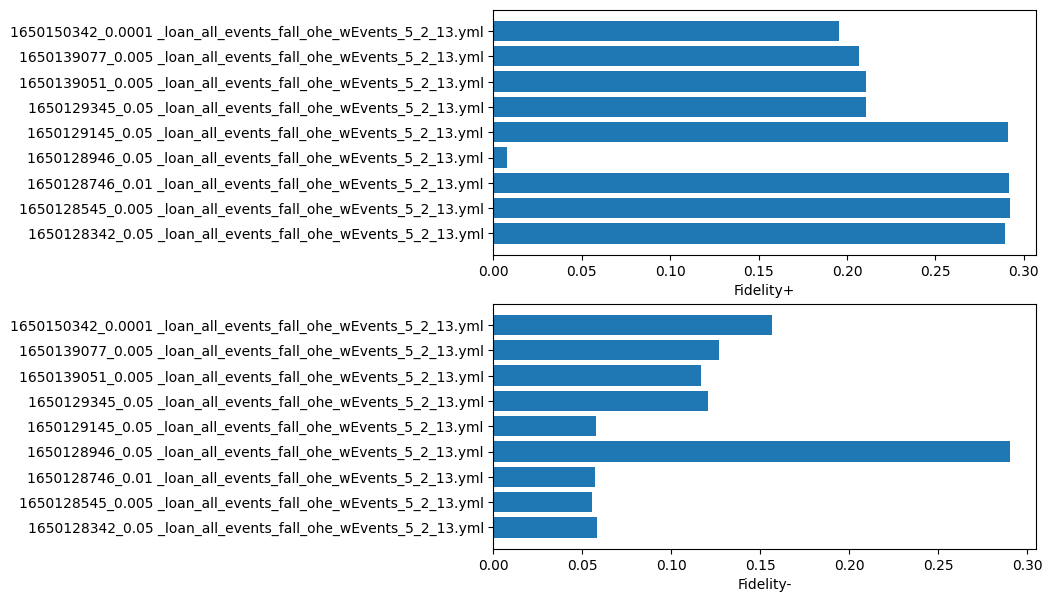 1650150342_0.0001 _loan_all_events_fall_ohe_wEvents_5_2_13.yml
1650139077_0.005 _loan_all_events_fall_ohe_wEvents_5_2_13.yml
1650139051_0.005 _loan_all_events_fall_ohe_wEvents_5_2_13.yml
1650129345_0.05 _loan_all_events_fall_ohe_wEvents_5_2_13.yml
1650129145_0.05 _loan_all_events_fall_ohe_wEvents_5_2_13.yml
1650128946_0.05 _loan_all_events_fall_ohe_wEvents_5_2_13.yml
1650128746_0.01 _loan_all_events_fall_ohe_wEvents_5_2_13.yml
1650128545_0.005 _loan_all_events_fall_ohe_wEvents_5_2_13.yml
1650128342_0.05 _loan_all_events_fall_ohe_wEvents_5_2_13.yml
0.00 0.05 0.10 0.15 0.20 0.25 0.30
Fidelity+
1650150342_0.0001 _loan_all_events_fall_ohe_wEvents_5_2_13.yml
1650139077_0.005 _loan_all_events_fall_ohe_wEvents_5_2_13.yml
1650139051_0.005 _loan_all_events_fall_ohe_wEvents_5_2_13.yml
1650129345_0.05 _loan_all_events_fall_ohe_wEvents_5_2_13.yml
1650129145_0.05 _loan_all_events_fall_ohe_wEvents_5_2_13.yml
1650128946_0.05 _loan_all_events_fall_ohe_wEvents_5_2_13.yml
1650128746_0.01 _loan_all_events_fall_ohe_wEvents_5_2_13.yml
1650128545_0.005 _loan_all_events_fall_ohe_wEvents_5_2_13.yml
1650128342_0.05 _loan_all_events_fall_ohe_wEvents_5_2_13.yml
0.00 0.05 0.10 0.15 0.20 0.25 0.30
Fidelity-